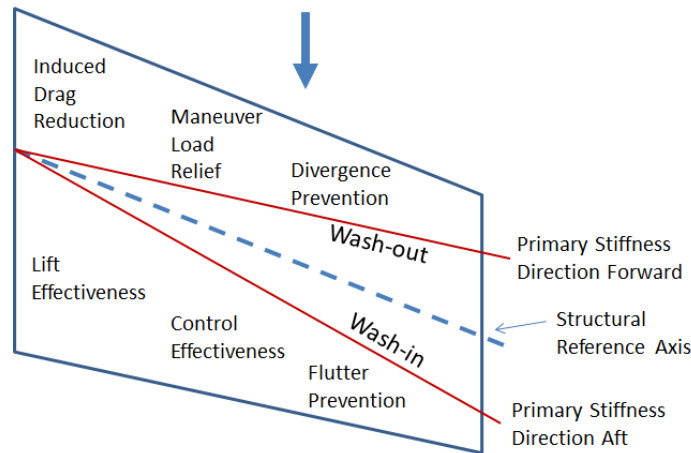 Induced
Drag
Reduction
Maneuver
Load
Relief
Divergence
Prevention
Wash-out
Primary Stiffness
Direction Forward
Lift
Effectiveness
Structural
Reference Axis
Control
Effectiveness
Wash-in
Flutter
Prevention
Primary Stiffness
Direction Aft